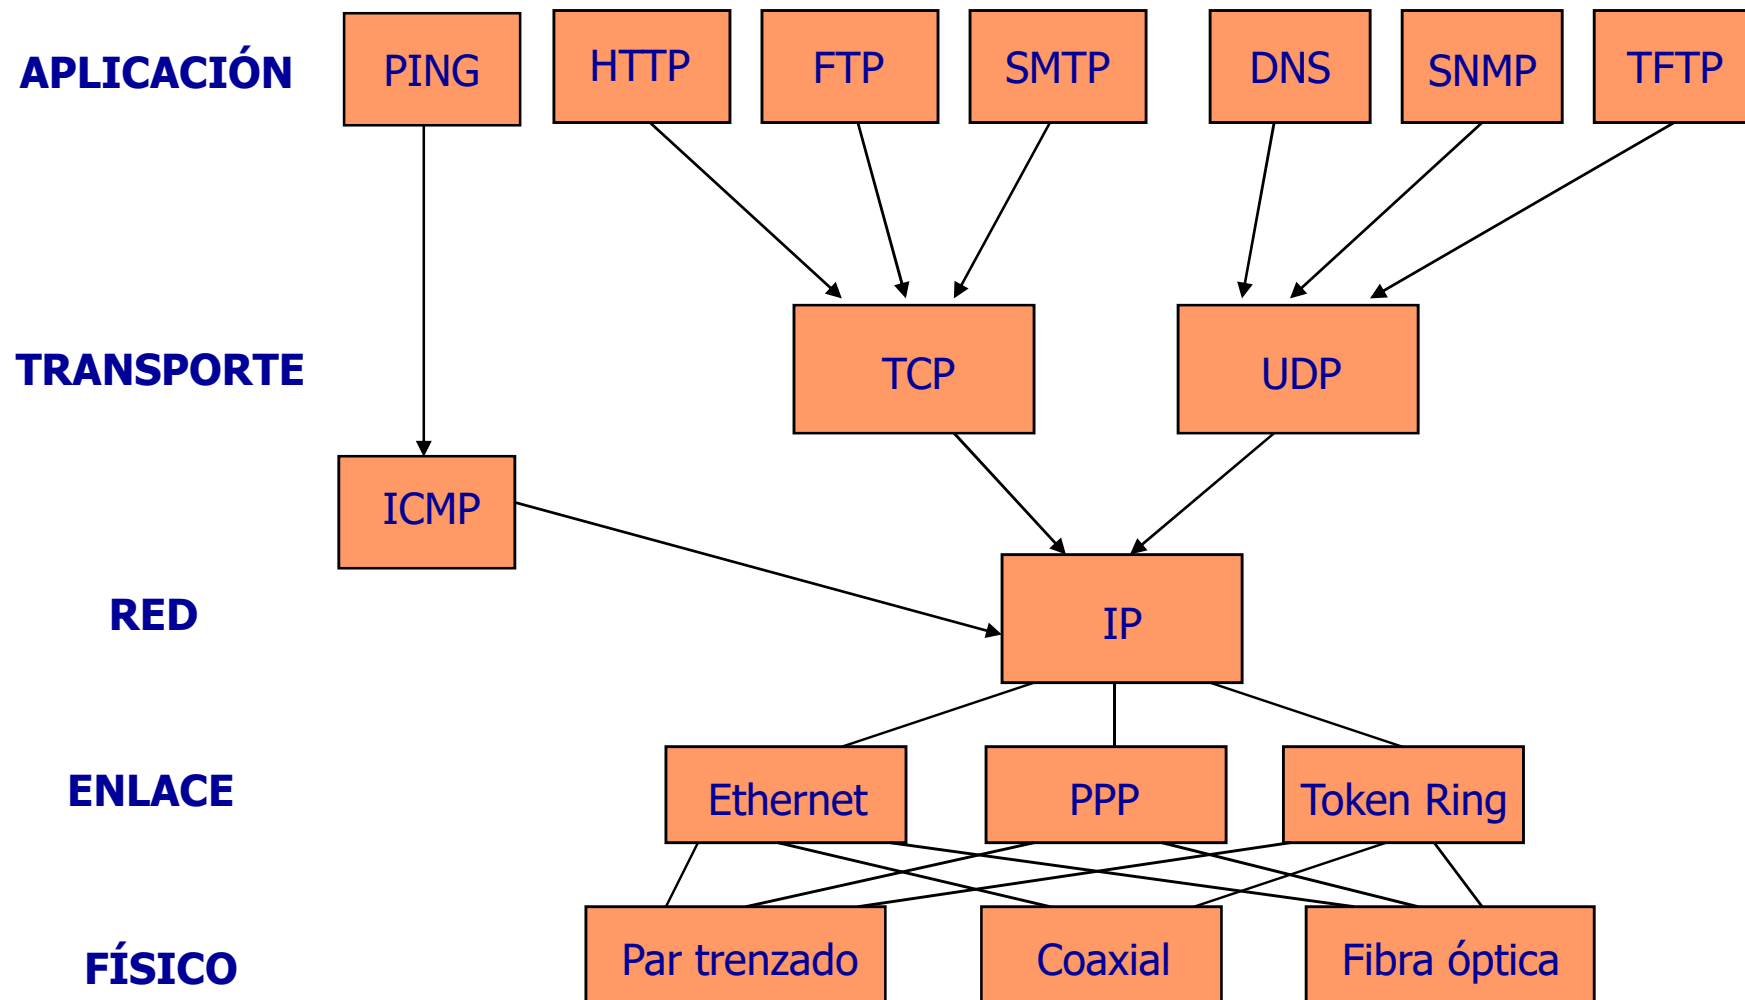 APLICACIÓN
PING
HTTP
FTP
SMTP
DNS
SNMP
TFTP
TRANSPORTE
TCP
UDP
ICMP
RED
IP
ENLACE
Ethernet
PPP
Token Ring
FÍSICO
Par trenzado
Coaxial
Fibra óptica